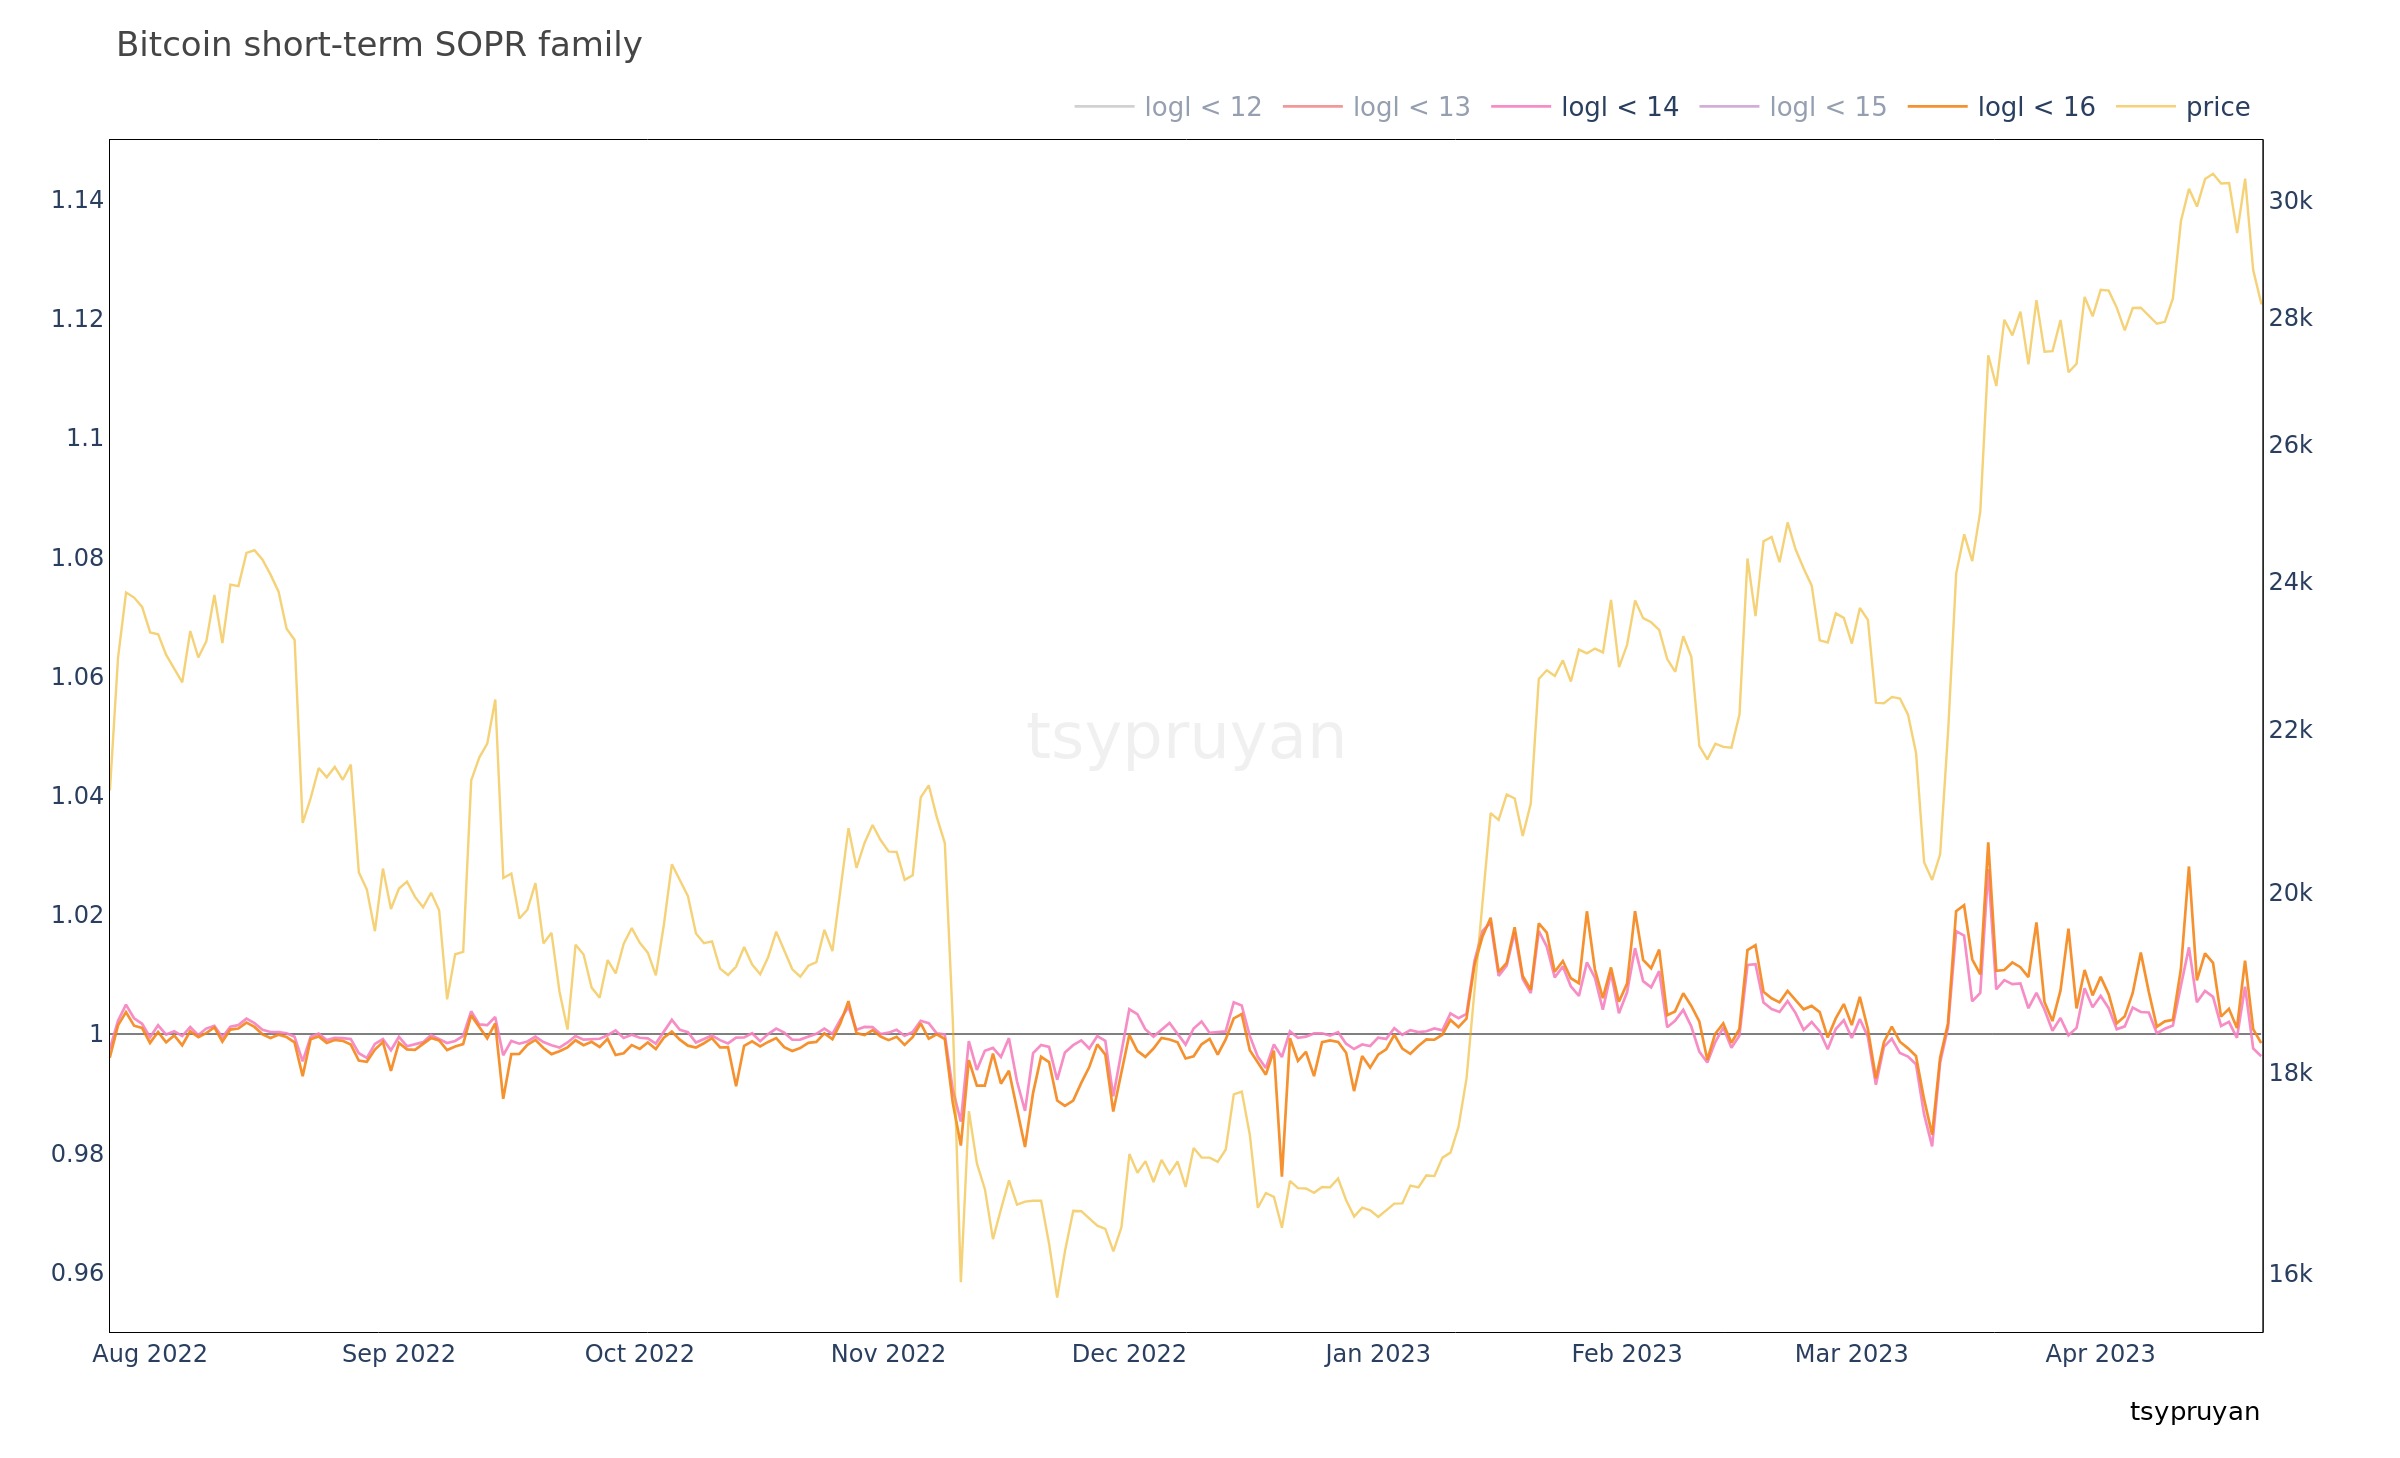 Bitcoin short-term SOPR family
logl < 12 logl < 13 logl < 14 logl < 15 logl < 16 price
1.14 30k
1.12 28k
1.1 26k
1.08 24k
1.06 22k
tsypruyan
1.04
1.02 20k
1 18k
0.98
0.96 16k
Aug 2022 Sep 2022 Oct 2022 Nov 2022 Dec 2022 Jan 2023 Feb 2023 Mar 2023 Apr 2023
tsypruyan